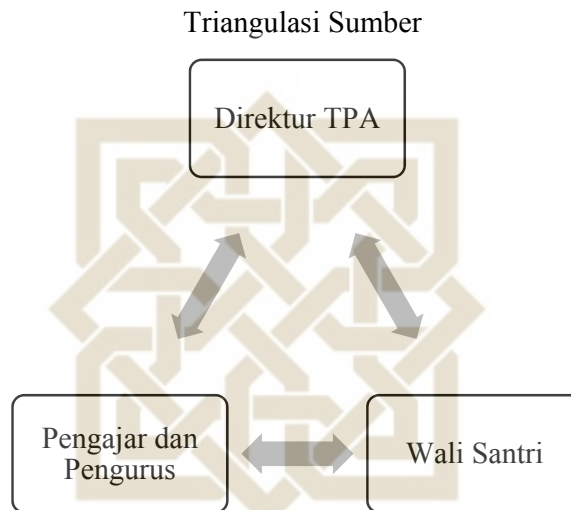 Triangulasi Sumber
Direktur TPA
Pengajar dan
Pengurus
Wali Santri